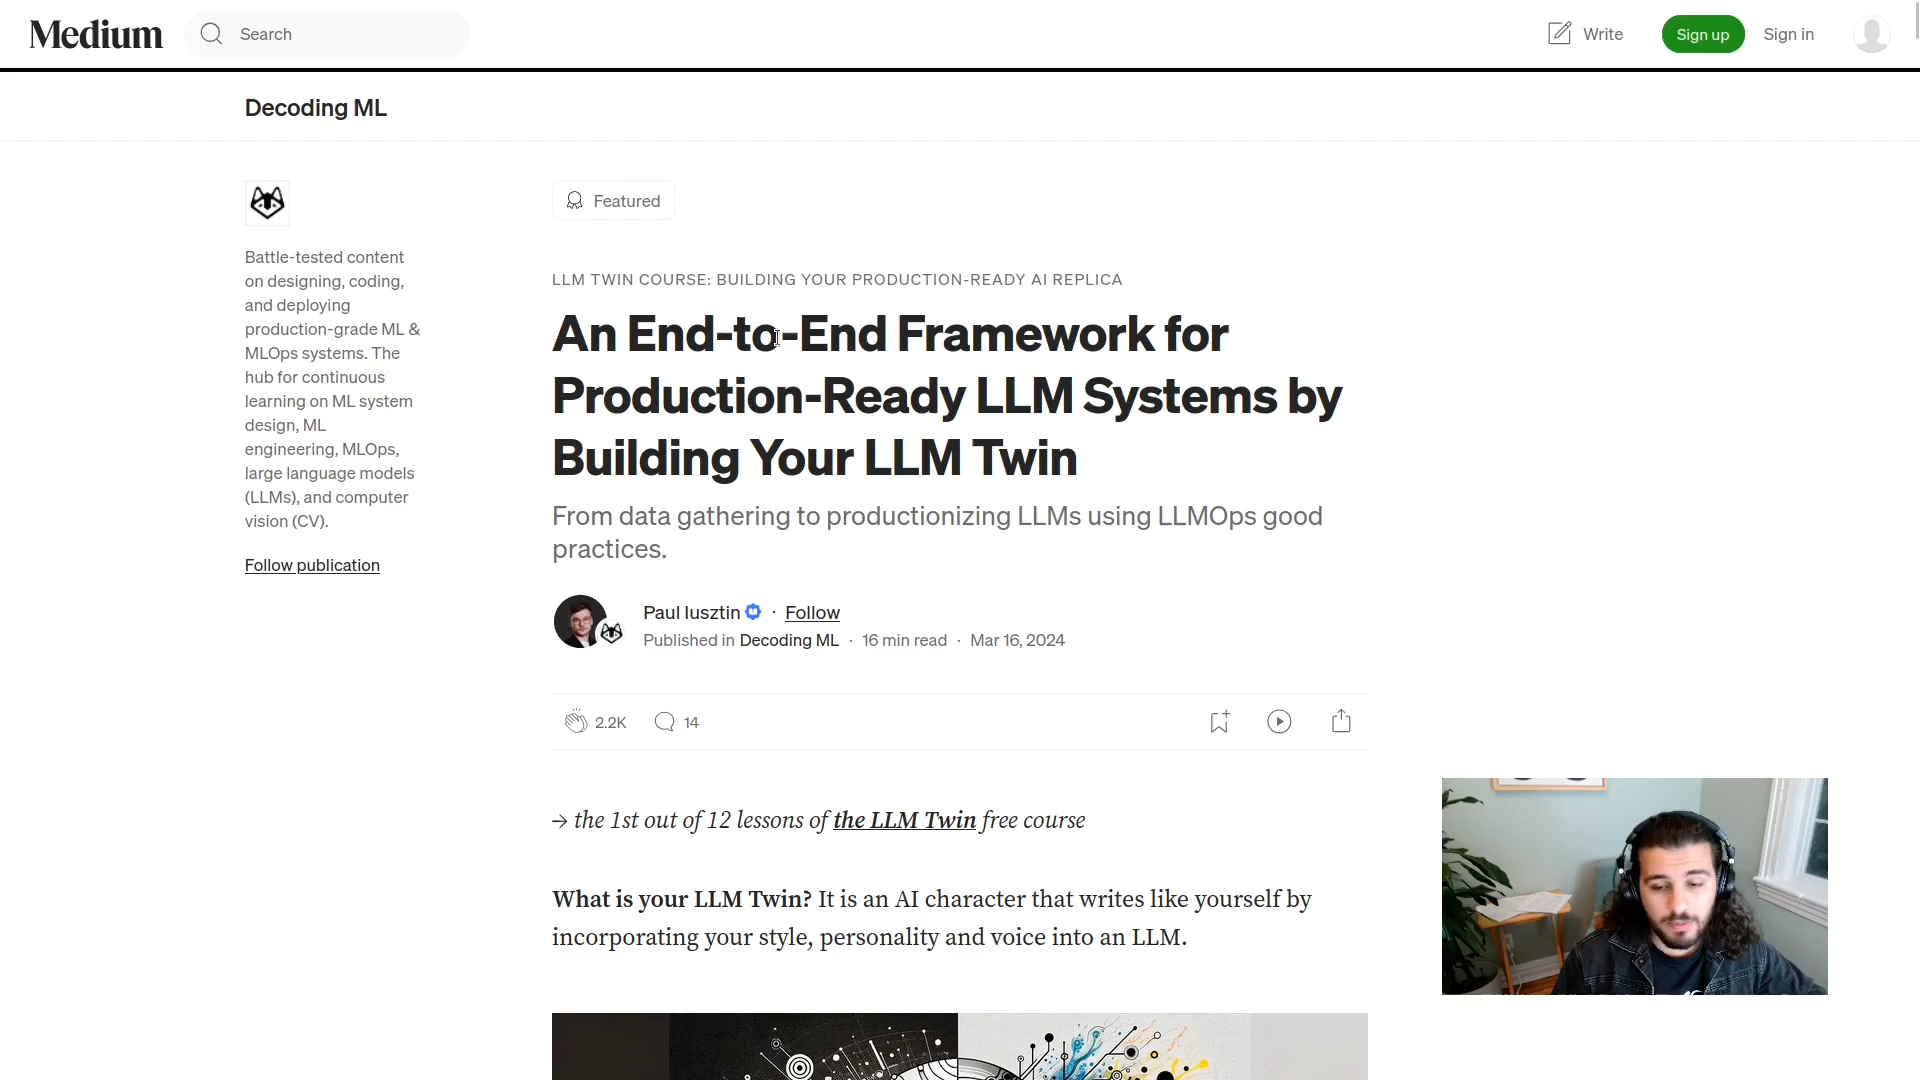 Medium
Search
Write
Sign up
Sign in
Decoding ML
Battle-tested content
on designing, coding,
and deploying
production-grade ML &
MLOps systems. The
hub for continuous
learning on ML system
design, ML
engineering, MLOps,
large language models
(LLMs), and computer
vision (CV).
Follow publication
Featured
LLM TWIN COURSE: BUILDING YOUR PRODUCTION-READY AI REPLICA
An End-to-End Framework for
Production-Ready LLM Systems by
Building Your LLM Twin
From data gathering to productionizing LLMs using LLMOps good
practices.
Paul Iusztin · Follow
Published in Decoding ML · 16 min read · Mar 16, 2024
2.2K 14
→ the 1st out of 12 lessons of the LLM Twin free course
What is your LLM Twin? It is an AI character that writes like yourself by
incorporating your style, personality and voice into an LLM.